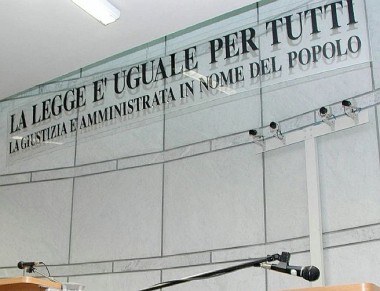 LA LEGGE E' UGUALE PER TUTTI
LA GIUSTIZIA E' AMMINISTRATA IN NOME DEL POPOLO